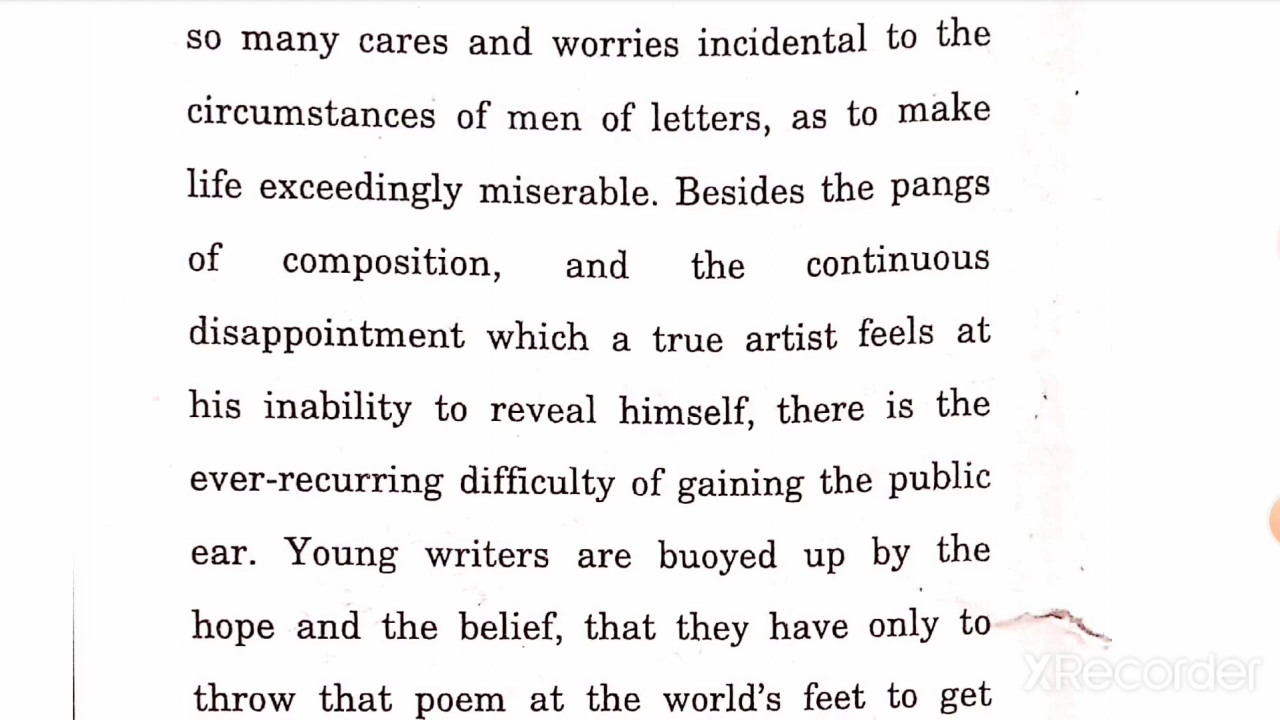 so many cares and worries incidental to the
circumstances of men of letters, as to make
life exceedingly miserable. Besides the pangs
of composition, and the continuous
disappointment which a true artist feels at
his inability to reveal himself, there is the
ever-recurring difficulty of gaining the public
ear. Young writers are buoyed up by the
hope and the belief, that they have only to
throw that poem at the world's feet to get
XRecorder